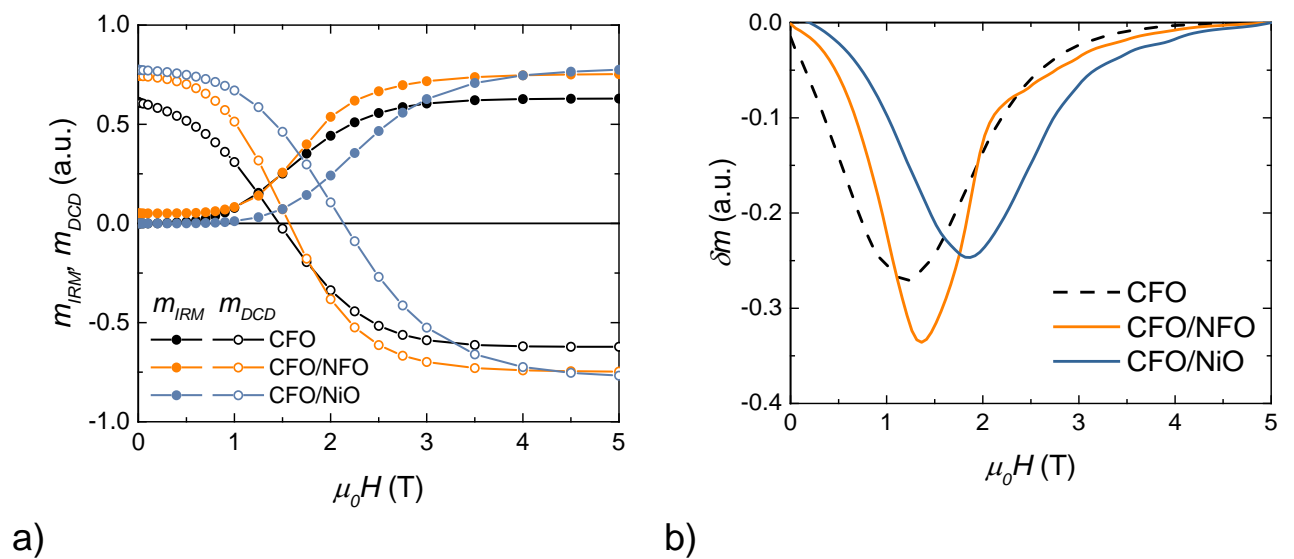 1.0
0.5
0.0
-0.5
-1.0
m_IRM, m_DCD (a.u.)
m_IRM m_DCD
CFO
CFO/NFO
CFO/NiO
0 1 2 3 4 5
μ₀H (T)
a)
0.0
-0.1
-0.2
-0.3
-0.4
δm (a.u.)
CFO
CFO/NFO
CFO/NiO
0 1 2 3 4 5
μ₀H (T)
b)